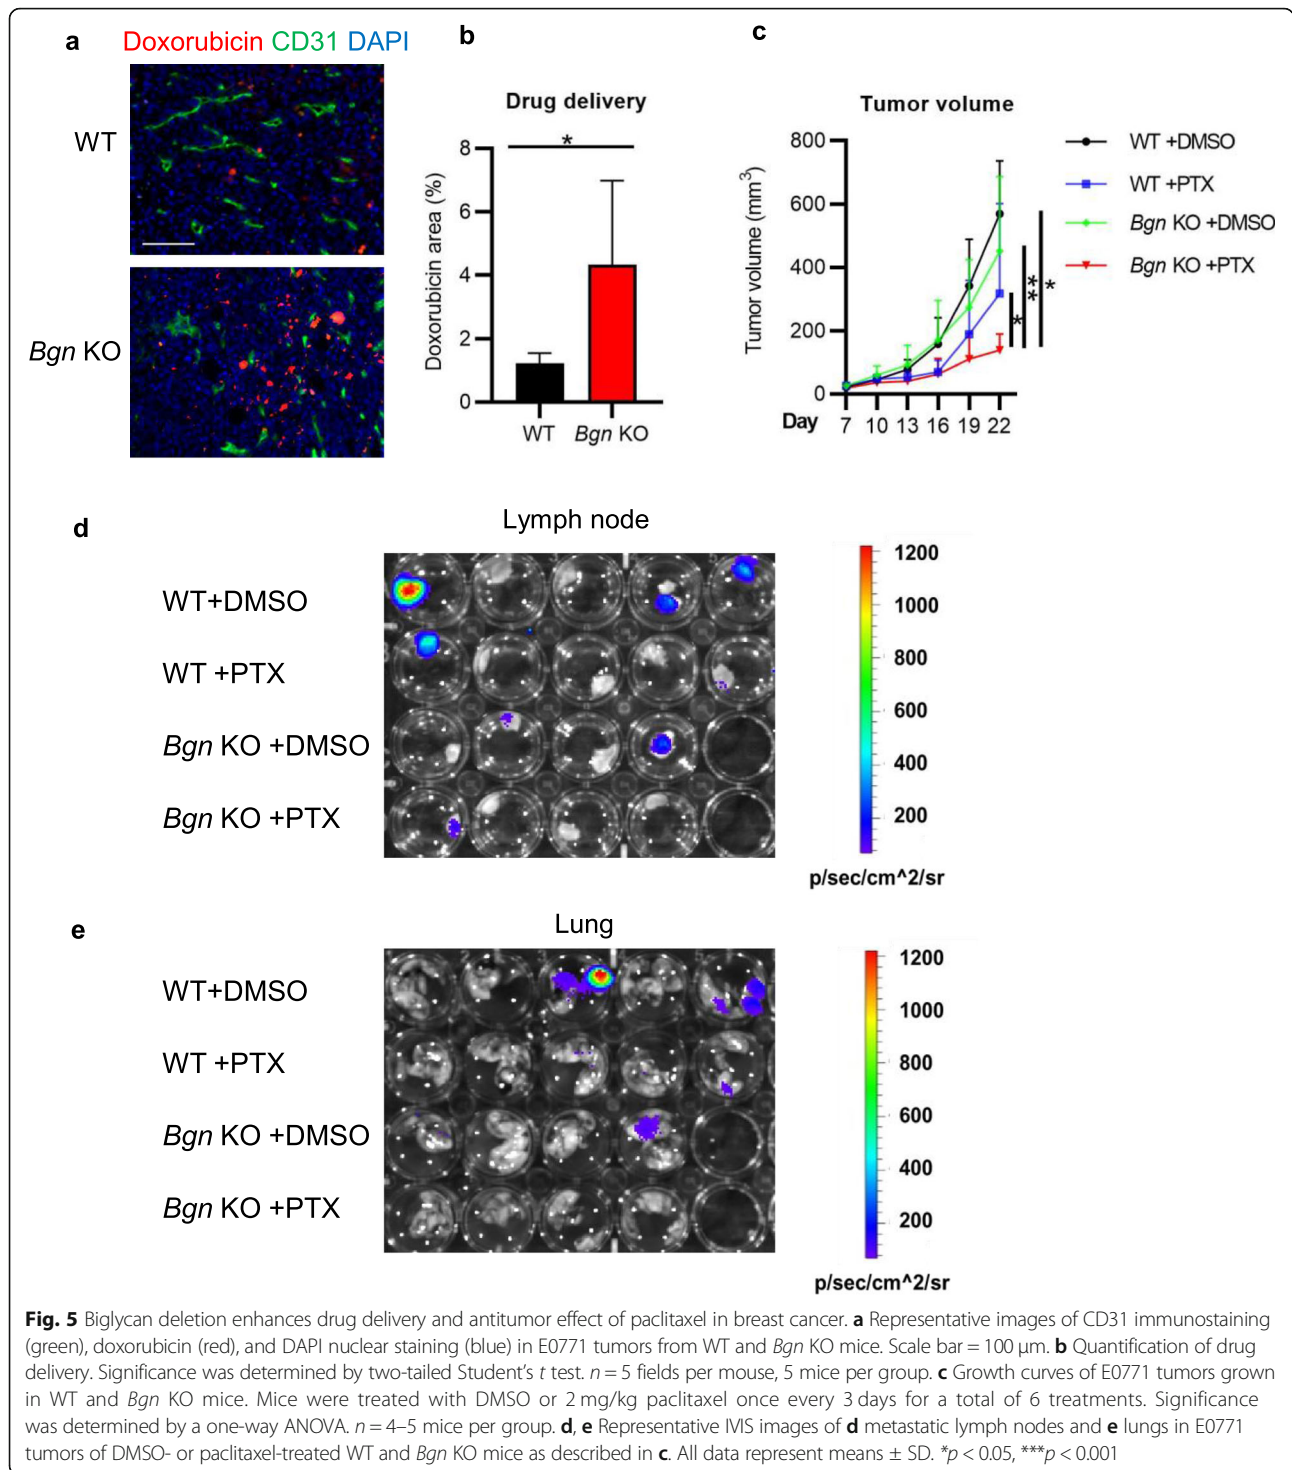 a
Doxorubicin CD31 DAPI
WT
Bgn KO
b
Drug delivery
*
Doxorubicin area (%)
8
6
4
2
0
WT
Bgn KO
c
Tumor volume
Tumor volume (mm3)
800
600
400
200
0
Day
7 10 13 16 19 22
WT +DMSO
WT +PTX
Bgn KO +DMSO
Bgn KO +PTX
*
**
*
d
Lymph node
WT+DMSO
WT +PTX
Bgn KO +DMSO
Bgn KO +PTX
1200
1000
800
600
400
200
p/sec/cm^2/sr
e
Lung
WT+DMSO
WT +PTX
Bgn KO +DMSO
Bgn KO +PTX
1200
1000
800
600
400
200
p/sec/cm^2/sr
Fig. 5 Biglycan deletion enhances drug delivery and antitumor effect of paclitaxel in breast cancer. a Representative images of CD31 immunostaining
(green), doxorubicin (red), and DAPI nuclear staining (blue) in E0771 tumors from WT and Bgn KO mice. Scale bar = 100 μm. b Quantification of drug
delivery. Significance was determined by two-tailed Student's t test. n = 5 fields per mouse, 5 mice per group. c Growth curves of E0771 tumors grown
in WT and Bgn KO mice. Mice were treated with DMSO or 2 mg/kg paclitaxel once every 3 days for a total of 6 treatments. Significance
was determined by a one-way ANOVA. n = 4–5 mice per group. d, e Representative IVIS images of d metastatic lymph nodes and e lungs in E0771
tumors of DMSO- or paclitaxel-treated WT and Bgn KO mice as described in c. All data represent means ± SD. *p < 0.05, ***p < 0.001